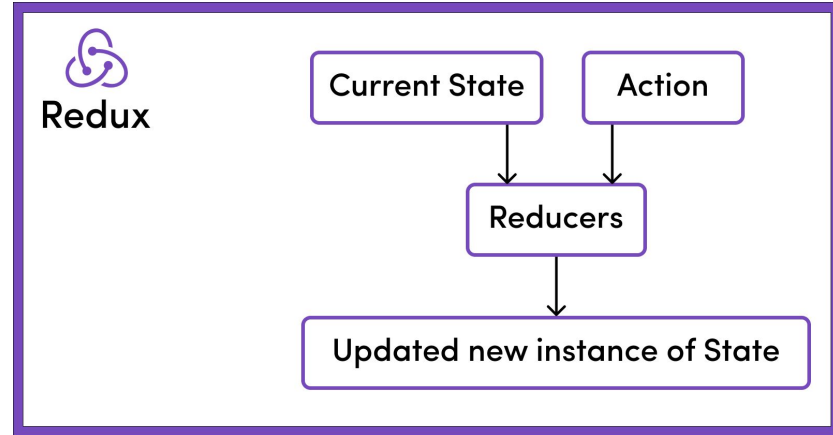 Redux
Current State
Action
Reducers
Updated new instance of State